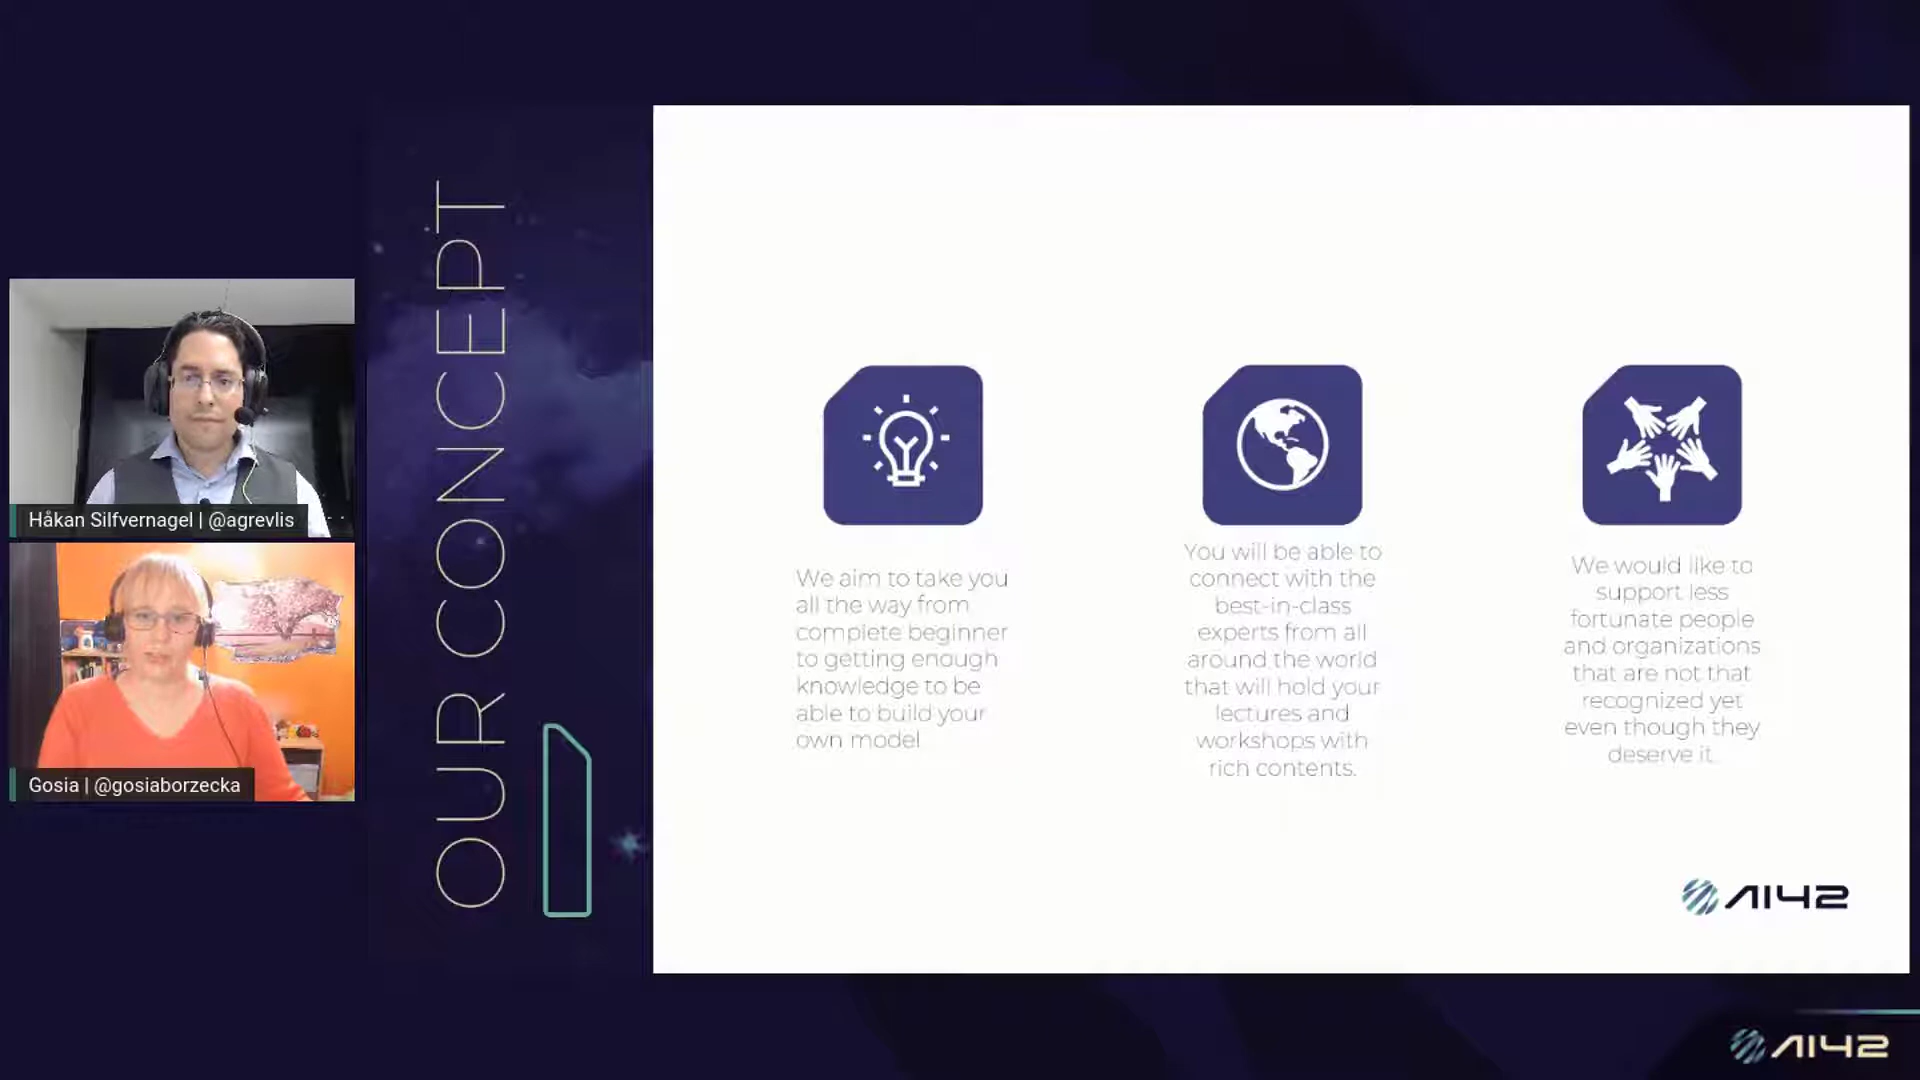 Håkan Silfvernagel | @agrevlis
Gosia | @gosiaborzecka
OUR CONCEPT
We aim to take you
all the way from
complete beginner
to getting enough
knowledge to be
able to build your
own model
You will be able to
connect with the
best-in-class
experts from all
around the world
that will hold your
lectures and
workshops with
rich contents.
We would like to
support less
fortunate people
and organizations
that are not that
recognized yet
even though they
deserve it.
AI42
AI42